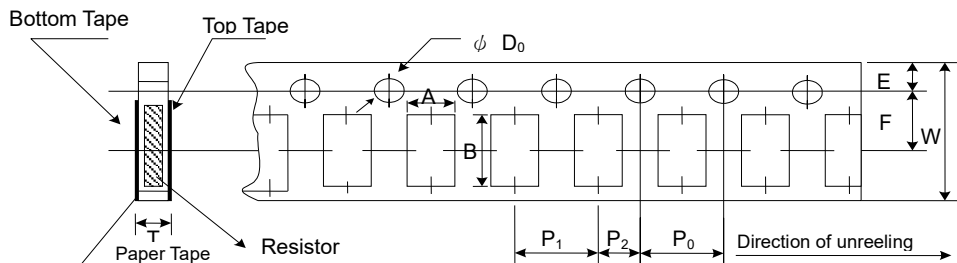 Bottom Tape
Top Tape
ϕ D₀
A
B
E
F
W
T
Paper Tape
Resistor
P₁
P₂
P₀
Direction of unreeling